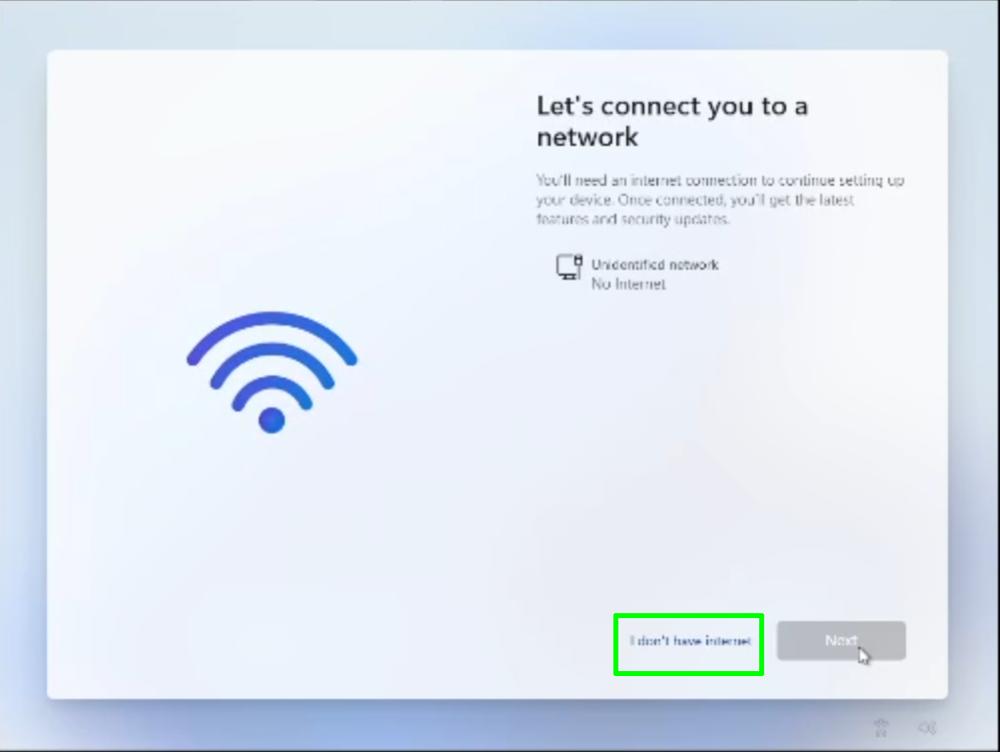 Let's connect you to a
network
You'll need an internet connection to continue setting up
your device. Once connected, you'll get the latest
features and security updates.
Unidentified network
No Internet
I don't have internet
Next